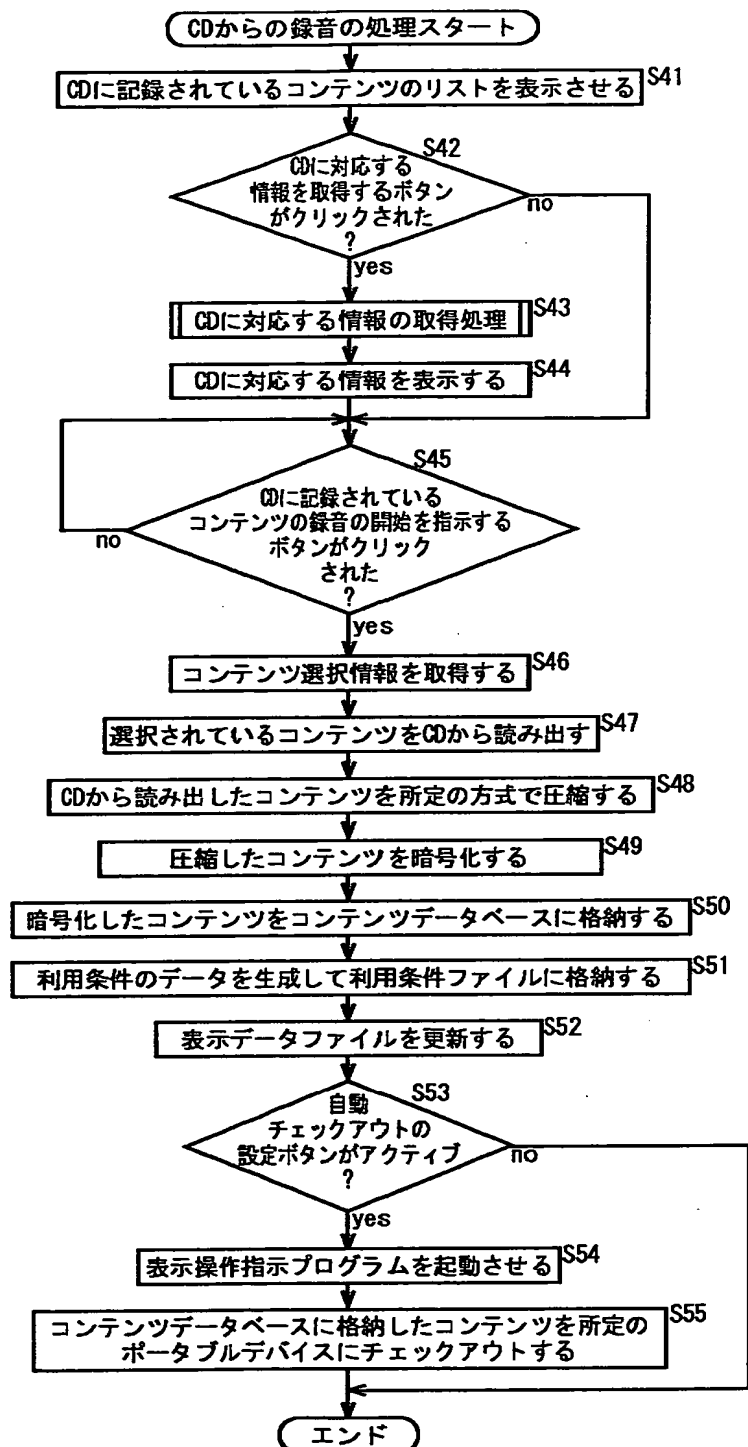 CDからの録音の処理スタート
CDに記録されているコンテンツのリストを表示させる
S41
S42
CDに対応する
情報を取得するボタン
がクリックされた
?
no
yes
CDに対応する情報の取得処理
S43
CDに対応する情報を表示する
S44
S45
CDに記録されている
コンテンツの録音の開始を指示する
ボタンがクリック
された
?
no
yes
コンテンツ選択情報を取得する
S46
選択されているコンテンツをCDから読み出す
S47
CDから読み出したコンテンツを所定の方式で圧縮する
S48
圧縮したコンテンツを暗号化する
S49
暗号化したコンテンツをコンテンツデータベースに格納する
S50
利用条件のデータを生成して利用条件ファイルに格納する
S51
表示データファイルを更新する
S52
S53
自動
チェックアウトの
設定ボタンがアクティブ
?
no
yes
表示操作指示プログラムを起動させる
S54
コンテンツデータベースに格納したコンテンツを所定の
ポータブルデバイスにチェックアウトする
S55
エンド